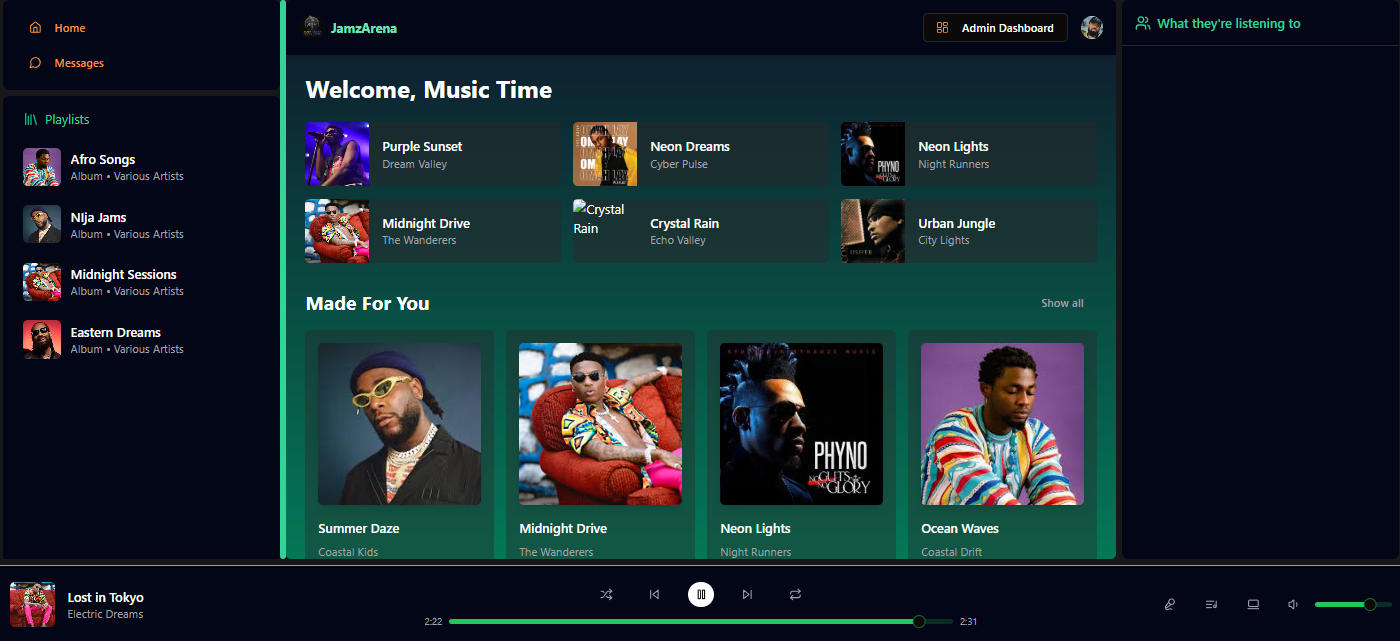 Home
Messages
Playlists
Afro Songs
Album • Various Artists
NIja Jams
Album • Various Artists
Midnight Sessions
Album • Various Artists
Eastern Dreams
Album • Various Artists
JamzArena
Admin Dashboard
Welcome, Music Time
Purple Sunset
Dream Valley
Neon Dreams
Cyber Pulse
Neon Lights
Night Runners
PHYNO
Midnight Drive
The Wanderers
Crystal
Rain
Crystal Rain
Echo Valley
Urban Jungle
City Lights
Made For You
Show all
Summer Daze
Coastal Kids
Midnight Drive
The Wanderers
PHYNO
NO GUTS
NO GLORY
Neon Lights
Night Runners
Ocean Waves
Coastal Drift
What they're listening to
Lost in Tokyo
Electric Dreams
2:22
2:31